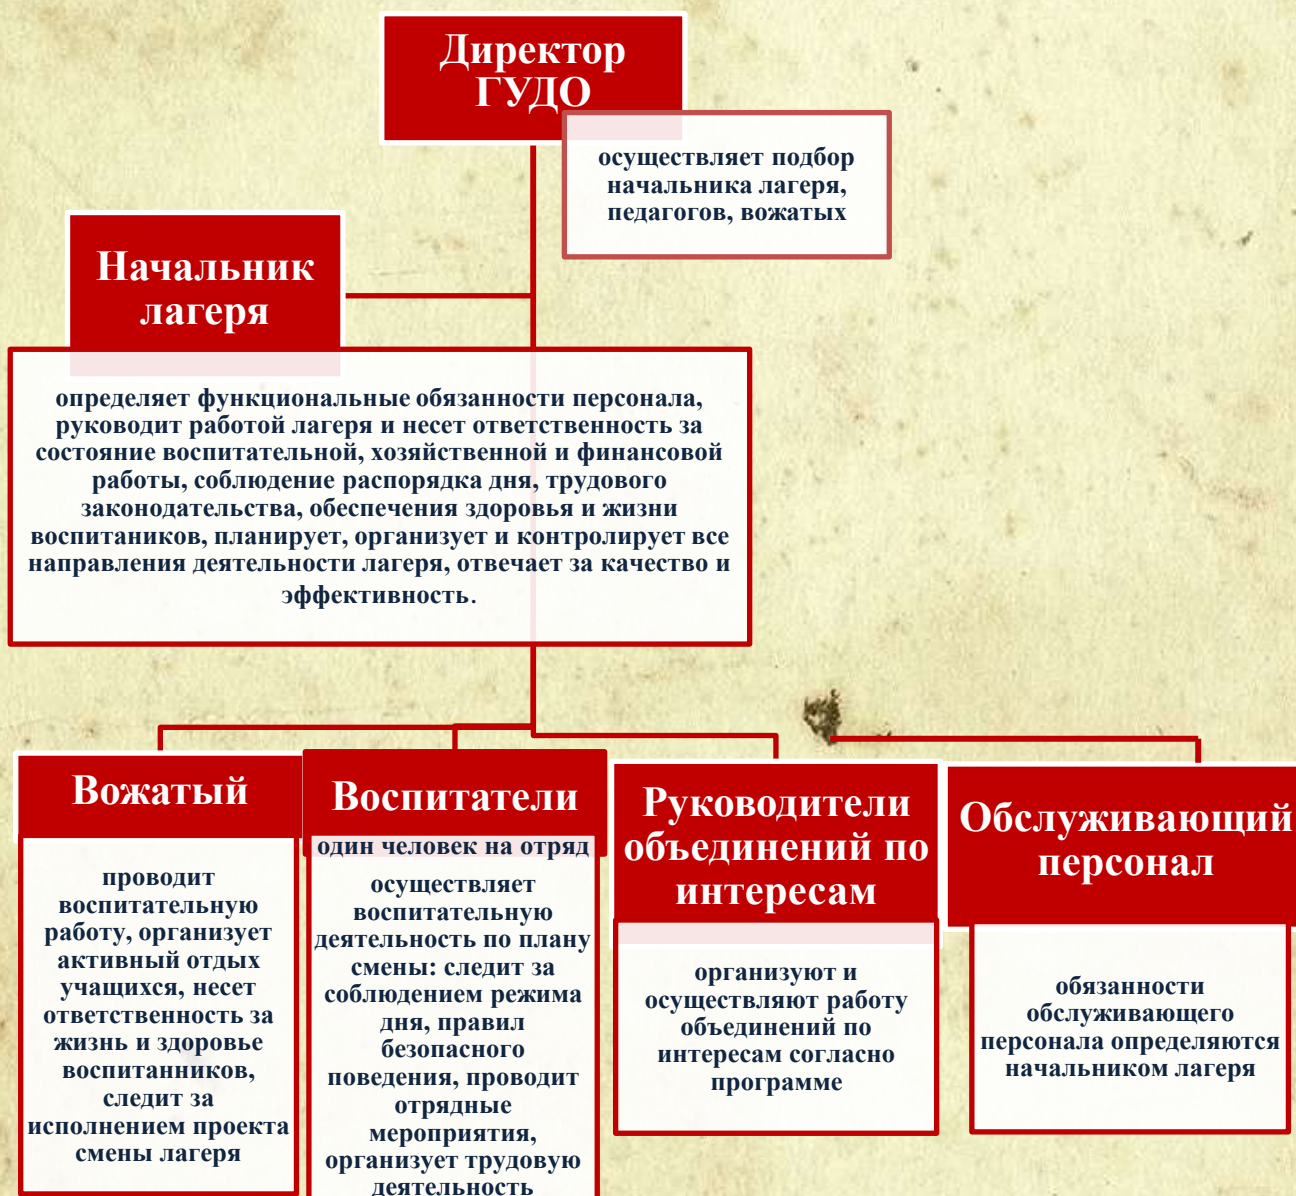 Директор
ГУДО
осуществляет подбор
начальника лагеря,
педагогов, вожатых
Начальник
лагеря
определяет функциональные обязанности персонала,
руководит работой лагеря и несет ответственность за
состояние воспитательной, хозяйственной и финансовой
работы, соблюдение распорядка дня, трудового
законодательства, обеспечения здоровья и жизни
воспитаников, планирует, организует и контролирует все
направления деятельности лагеря, отвечает за качество и
эффективность.
Вожатый
проводит
воспитательную
работу, организует
активный отдых
учащихся, несет
ответственность за
жизнь и здоровье
воспитанников,
следит за
исполнением проекта
смены лагеря
Воспитатели
один человек на отряд
осуществляет
воспитательную
деятельность по плану
смены: следит за
соблюдением режима
дня, правил
безопасного
поведения, проводит
отрядные
мероприятия,
организует трудовую
деятельность
Руководители
объединений по
интересам
организуют и
осуществляют работу
объединений по
интересам согласно
программе
Обслуживающий
персонал
обязанности
обслуживающего
персонала определяются
начальником лагеря